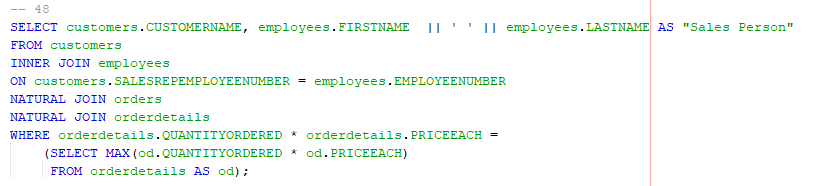 -- 48
SELECT customers.CUSTOMERNAME, employees.FIRSTNAME  || ' ' || employees.LASTNAME AS "Sales Person"
FROM customers
INNER JOIN employees
ON customers.SALESREPEMPLOYEENUMBER = employees.EMPLOYEENUMBER
NATURAL JOIN orders
NATURAL JOIN orderdetails
WHERE orderdetails.QUANTITYORDERED * orderdetails.PRICEEACH =
    (SELECT MAX(od.QUANTITYORDERED * od.PRICEEACH)
     FROM orderdetails AS od);